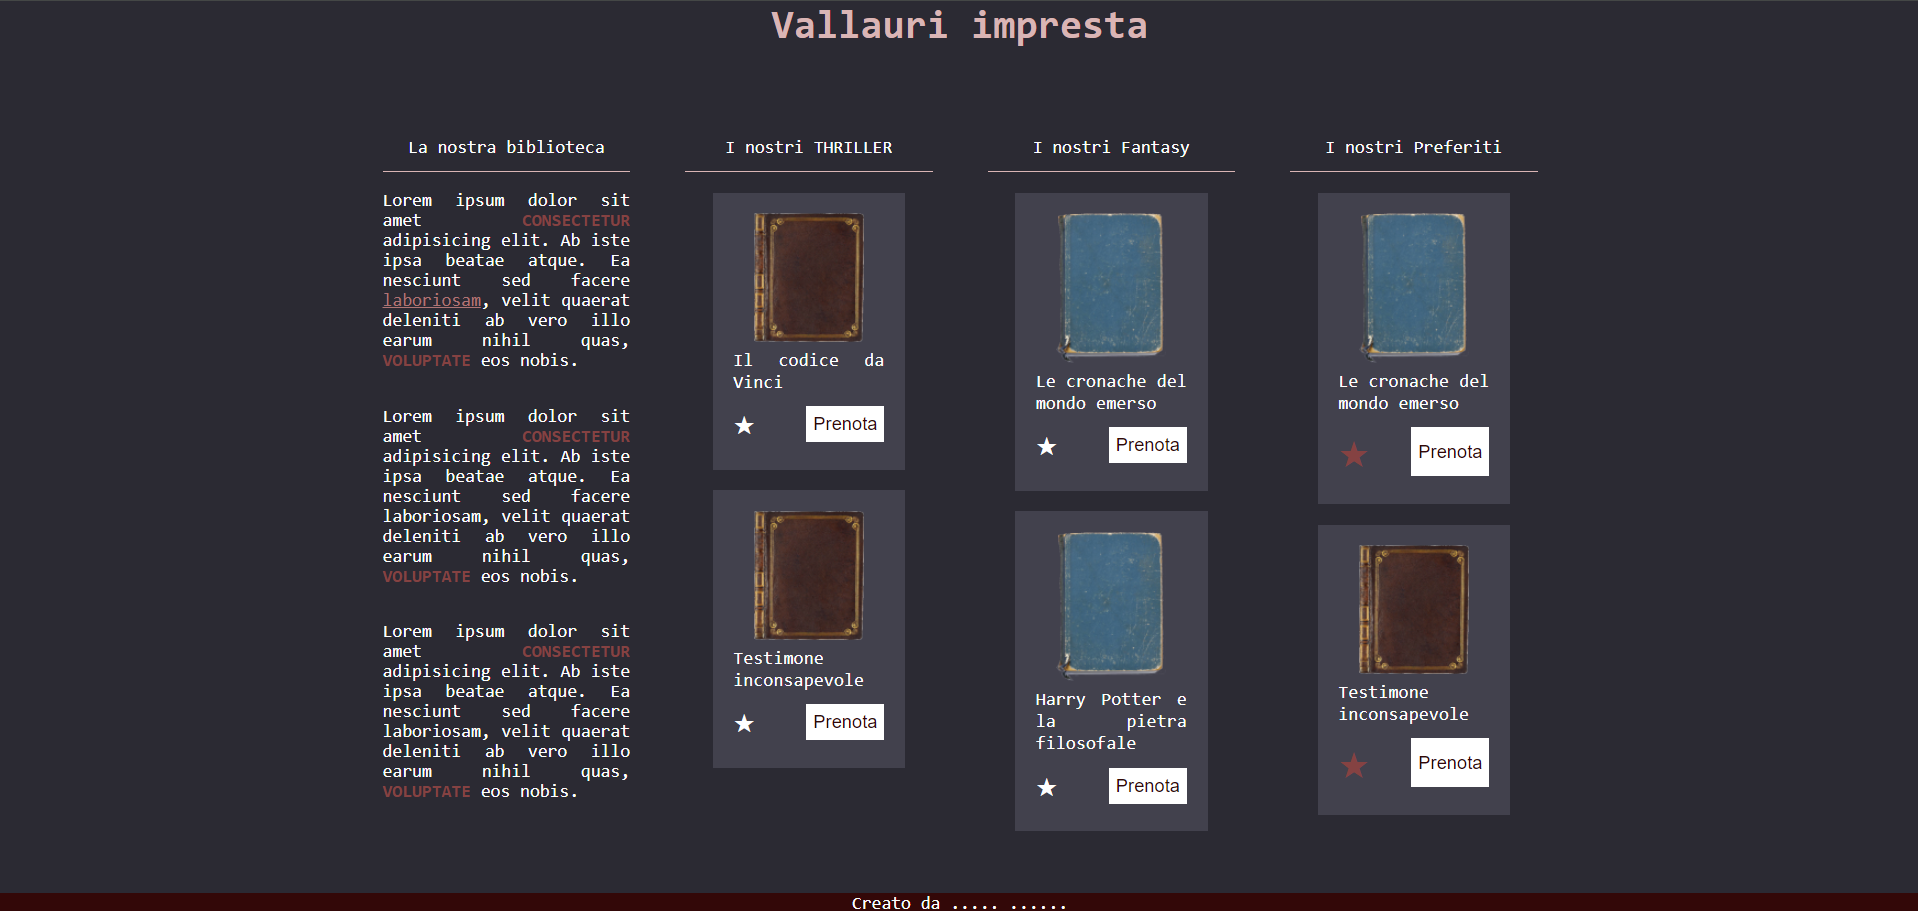 Vallauri impresta
La nostra biblioteca
Lorem ipsum dolor sit
amet CONSECTETUR
adipisicing elit. Ab iste
ipsa beatae atque. Ea
nesciunt sed facere
laboriosam, velit quaerat
deleniti ab vero illo
earum nihil quas,
VOLUPTATE eos nobis.
Lorem ipsum dolor sit
amet CONSECTETUR
adipisicing elit. Ab iste
ipsa beatae atque. Ea
nesciunt sed facere
laboriosam, velit quaerat
deleniti ab vero illo
earum nihil quas,
VOLUPTATE eos nobis.
Lorem ipsum dolor sit
amet CONSECTETUR
adipisicing elit. Ab iste
ipsa beatae atque. Ea
nesciunt sed facere
laboriosam, velit quaerat
deleniti ab vero illo
earum nihil quas,
VOLUPTATE eos nobis.
I nostri THRILLER
Il codice da
Vinci
★ Prenota
Testimone
inconsapevole
★ Prenota
I nostri Fantasy
Le cronache del
mondo emerso
★ Prenota
Harry Potter e
la pietra
filosofale
★ Prenota
I nostri Preferiti
Le cronache del
mondo emerso
★ Prenota
Testimone
inconsapevole
★ Prenota
Creato da ..... ......